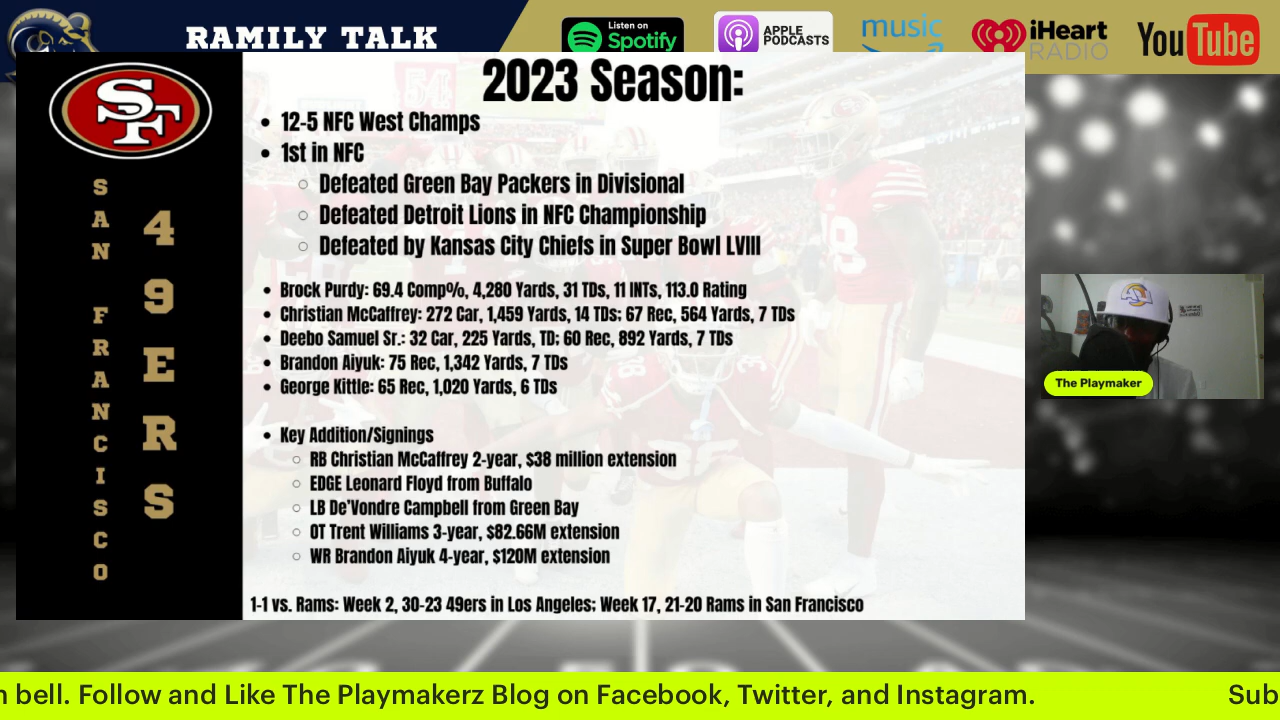 RAMILY TALK
Listen on
Spotify
APPLE
PODCASTS
music
iHeart
RADIO
YouTube
SF
SAN FRANCISCO
49ERS
2023 Season:
• 12-5 NFC West Champs
• 1st in NFC
○ Defeated Green Bay Packers in Divisional
○ Defeated Detroit Lions in NFC Championship
○ Defeated by Kansas City Chiefs in Super Bowl LVIII
• Brock Purdy: 69.4 Comp%, 4,280 Yards, 31 TDs, 11 INTs, 113.0 Rating
• Christian McCaffrey: 272 Car, 1,459 Yards, 14 TDs; 67 Rec, 564 Yards, 7 TDs
• Deebo Samuel Sr.: 32 Car, 225 Yards, TD; 60 Rec, 892 Yards, 7 TDs
• Brandon Aiyuk: 75 Rec, 1,342 Yards, 7 TDs
• George Kittle: 65 Rec, 1,020 Yards, 6 TDs
• Key Addition/Signings
○ RB Christian McCaffrey 2-year, $38 million extension
○ EDGE Leonard Floyd from Buffalo
○ LB De'Vondre Campbell from Green Bay
○ OT Trent Williams 3-year, $82.66M extension
○ WR Brandon Aiyuk 4-year, $120M extension
1-1 vs. Rams: Week 2, 30-23 49ers in Los Angeles; Week 17, 21-20 Rams in San Francisco
The Playmaker
n bell. Follow and Like The Playmakerz Blog on Facebook, Twitter, and Instagram. Sub